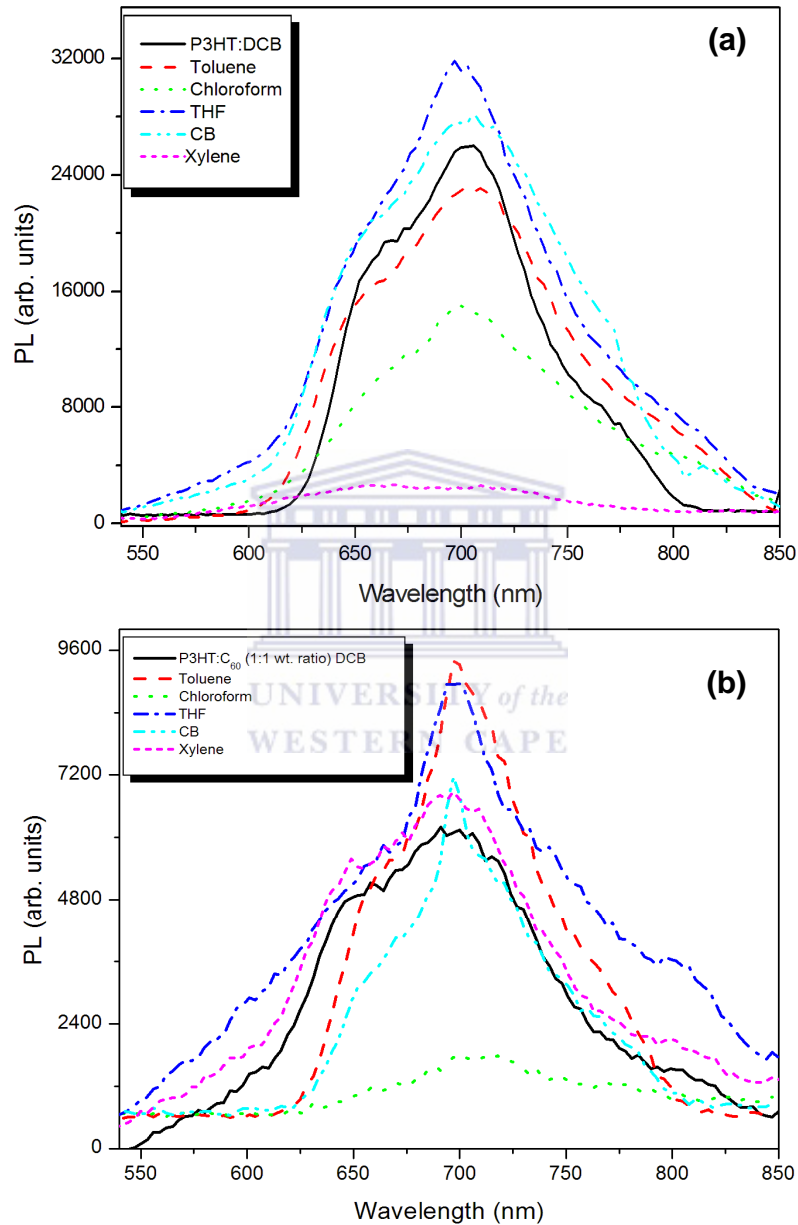 (a)
P3HT:DCB
Toluene
Chloroform
THF
CB
Xylene
32000
24000
16000
8000
0
PL (arb. units)
550 600 650 700 750 800 850
Wavelength (nm)
(b)
P3HT:C60 (1:1 wt. ratio) DCB
Toluene
Chloroform
THF
CB
Xylene
UNIVERSITY of the
WESTERN CAPE
9600
7200
4800
2400
0
PL (arb. units)
550 600 650 700 750 800 850
Wavelength (nm)